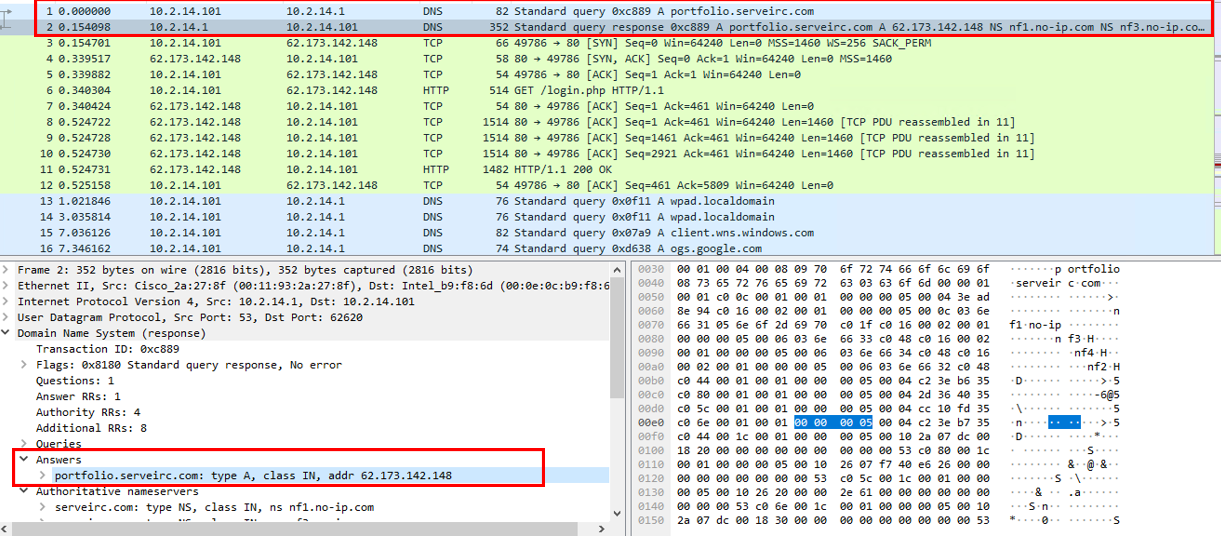 1 0.000000 10.2.14.101 10.2.14.1 DNS 82 Standard query 0xc889 A portfolio.serveirc.com
2 0.154098 10.2.14.1 10.2.14.101 DNS 352 Standard query response 0xc889 A portfolio.serveirc.com A 62.173.142.148 NS nf1.no-ip.com NS nf3.no-ip.co…
3 0.154701 10.2.14.101 62.173.142.148 TCP 66 49786 → 80 [SYN] Seq=0 Win=64240 Len=0 MSS=1460 WS=256 SACK_PERM
4 0.339517 62.173.142.148 10.2.14.101 TCP 58 80 → 49786 [SYN, ACK] Seq=0 Ack=1 Win=64240 Len=0 MSS=1460
5 0.339882 10.2.14.101 62.173.142.148 TCP 54 49786 → 80 [ACK] Seq=1 Ack=1 Win=64240 Len=0
6 0.340304 10.2.14.101 62.173.142.148 HTTP 514 GET /login.php HTTP/1.1
7 0.340424 62.173.142.148 10.2.14.101 TCP 54 80 → 49786 [ACK] Seq=1 Ack=461 Win=64240 Len=0
8 0.524722 62.173.142.148 10.2.14.101 TCP 1514 80 → 49786 [ACK] Seq=1 Ack=461 Win=64240 Len=1460 [TCP PDU reassembled in 11]
9 0.524728 62.173.142.148 10.2.14.101 TCP 1514 80 → 49786 [ACK] Seq=1461 Ack=461 Win=64240 Len=1460 [TCP PDU reassembled in 11]
10 0.524730 62.173.142.148 10.2.14.101 TCP 1514 80 → 49786 [ACK] Seq=2921 Ack=461 Win=64240 Len=1460 [TCP PDU reassembled in 11]
11 0.524731 62.173.142.148 10.2.14.101 HTTP 1482 HTTP/1.1 200 OK
12 0.525158 10.2.14.101 62.173.142.148 TCP 54 49786 → 80 [ACK] Seq=461 Ack=5809 Win=64240 Len=0
13 1.021846 10.2.14.101 10.2.14.1 DNS 76 Standard query 0x0f11 A wpad.localdomain
14 3.035814 10.2.14.101 10.2.14.1 DNS 76 Standard query 0x0f11 A wpad.localdomain
15 7.036126 10.2.14.101 10.2.14.1 DNS 82 Standard query 0x07a9 A client.wns.windows.com
16 7.346162 10.2.14.101 10.2.14.1 DNS 74 Standard query 0xd638 A ogs.google.com
Frame 2: 352 bytes on wire (2816 bits), 352 bytes captured (2816 bits)
Ethernet II, Src: Cisco_2a:27:8f (00:11:93:2a:27:8f), Dst: Intel_b9:f8:6d (00:0e:0c:b9:f8:6
Internet Protocol Version 4, Src: 10.2.14.1, Dst: 10.2.14.101
User Datagram Protocol, Src Port: 53, Dst Port: 62620
Domain Name System (response)
Transaction ID: 0xc889
Flags: 0x8180 Standard query response, No error
Questions: 1
Answer RRs: 1
Authority RRs: 4
Additional RRs: 8
Queries
Answers
portfolio.serveirc.com: type A, class IN, addr 62.173.142.148
Authoritative nameservers
serveirc.com: type NS, class IN, ns nf1.no-ip.com
0030 00 01 00 04 00 08 09 70 6f 72 74 66 6f 6c 69 6f ·······p ortfolio
0040 08 73 65 72 76 65 69 72 63 03 63 6f 6d 00 00 01 ·serveir c·com···
0050 00 01 c0 0c 00 01 00 01 00 00 00 05 00 04 3e ad ········ ······>·
0060 8e 94 c0 16 00 02 00 01 00 00 00 05 00 0c 03 6e ········ ·······n
0070 66 31 05 6e 6f 2d 69 70 c0 1f c0 16 00 02 00 01 f1·no-ip ········
0080 00 00 00 05 00 06 03 6e 66 33 c0 48 c0 16 00 02 ·······n f3·H····
0090 00 01 00 00 00 05 00 06 03 6e 66 34 c0 48 c0 16 ········ ·nf4·H··
00a0 00 02 00 01 00 00 00 05 00 06 03 6e 66 32 c0 48 ········ ···nf2·H
00b0 c0 44 00 01 00 01 00 00 00 05 00 04 c2 3e b6 35 ·D······ ·····>·5
00c0 c0 80 00 01 00 01 00 00 00 05 00 04 2d 36 40 35 ········ ····-6@5
00d0 c0 5c 00 01 00 01 00 00 00 05 00 04 cc 10 fd 35 ·\······ ·······5
00e0 c0 6e 00 01 00 01 00 00 00 05 00 04 c2 3e b7 35 ·n······ ·····>·5
00f0 c0 44 00 1c 00 01 00 00 00 05 00 10 2a 07 dc 00 ·D······ ····*···
0100 18 20 00 00 00 00 00 00 00 00 00 53 c0 80 00 1c · ······ ···S····
0110 00 01 00 00 00 05 00 10 26 07 f7 40 e6 26 00 00 ········ &··@·&··
0120 00 00 00 00 00 00 00 53 c0 5c 00 1c 00 01 00 00 ·······S ·\······
0130 00 05 00 10 26 20 00 00 2e 61 00 00 00 00 00 00 ····& ·· .a······
0140 00 00 00 53 c0 6e 00 1c 00 01 00 00 00 05 00 10 ···S·n·· ········
0150 2a 07 dc 00 18 30 00 00 00 00 00 00 00 00 00 53 *····0·· ·······S